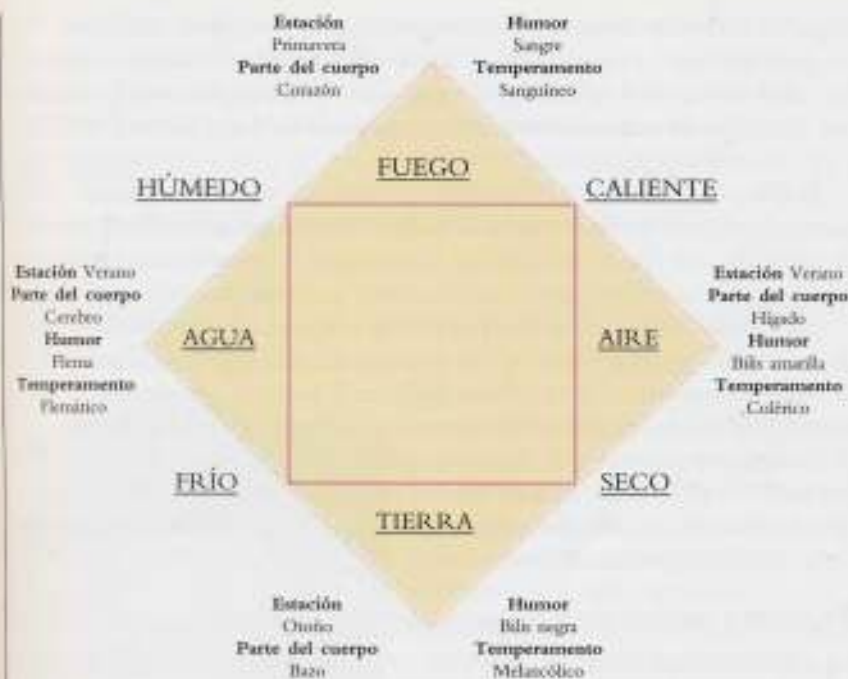 Estación
Primavera
Parte del cuerpo
Corazón
Humor
Sangre
Temperamento
Sanguíneo
FUEGO
HÚMEDO
CALIENTE
Estación Verano
Parte del cuerpo
Cerebro
Humor
Flema
Temperamento
Flemático
AGUA
AIRE
Estación Verano
Parte del cuerpo
Hígado
Humor
Bilis amarilla
Temperamento
Colérico
FRÍO
SECO
TIERRA
Estación
Otoño
Parte del cuerpo
Bazo
Humor
Bilis negra
Temperamento
Melancólico